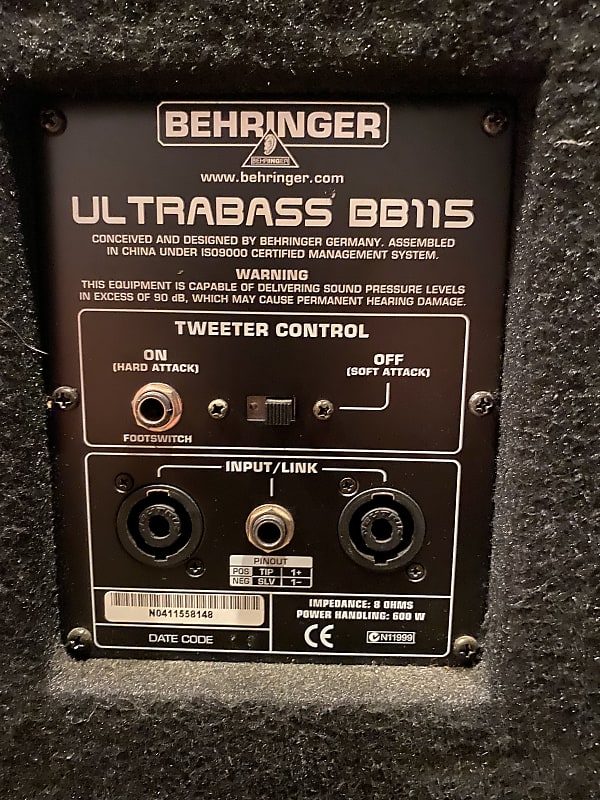 BEHRINGER
BEHRINGER
www.behringer.com
ULTRABASS BB115
CONCEIVED AND DESIGNED BY BEHRINGER GERMANY. ASSEMBLED
IN CHINA UNDER ISO9000 CERTIFIED MANAGEMENT SYSTEM.
WARNING
THIS EQUIPMENT IS CAPABLE OF DELIVERING SOUND PRESSURE LEVELS
IN EXCESS OF 90 dB, WHICH MAY CAUSE PERMANENT HEARING DAMAGE.
TWEETER CONTROL
ON
(HARD ATTACK)
OFF
(SOFT ATTACK)
FOOTSWITCH
INPUT/LINK
PINOUT
POS TIP 1+
NEG SLV 1-
N0411558148
DATE CODE
IMPEDANCE: 8 OHMS
POWER HANDLING: 600 W
CE
N11999